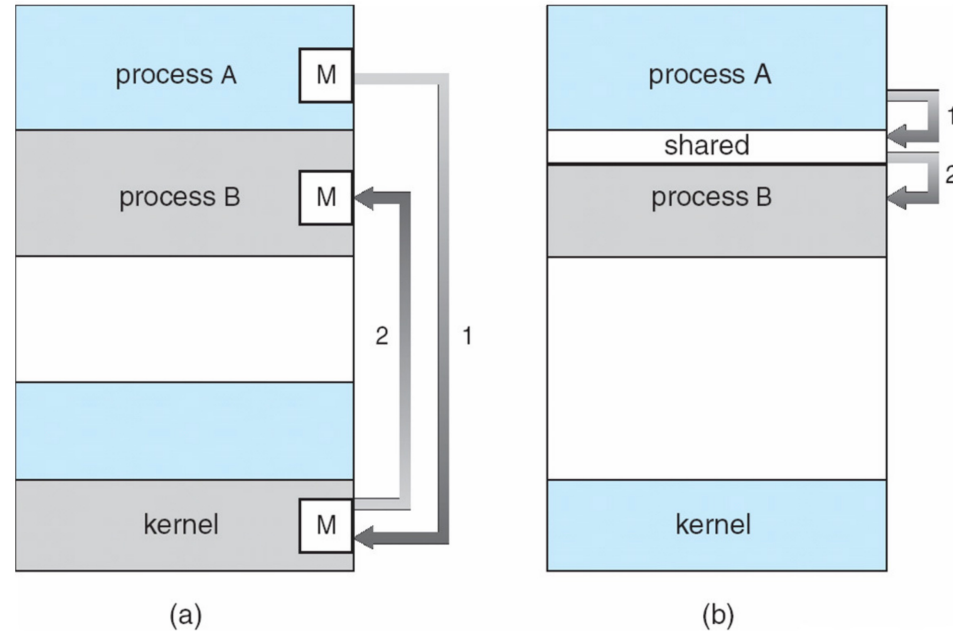 process A
M
process B
M
2
1
kernel
M
(a)
process A
1
shared
2
process B
kernel
(b)